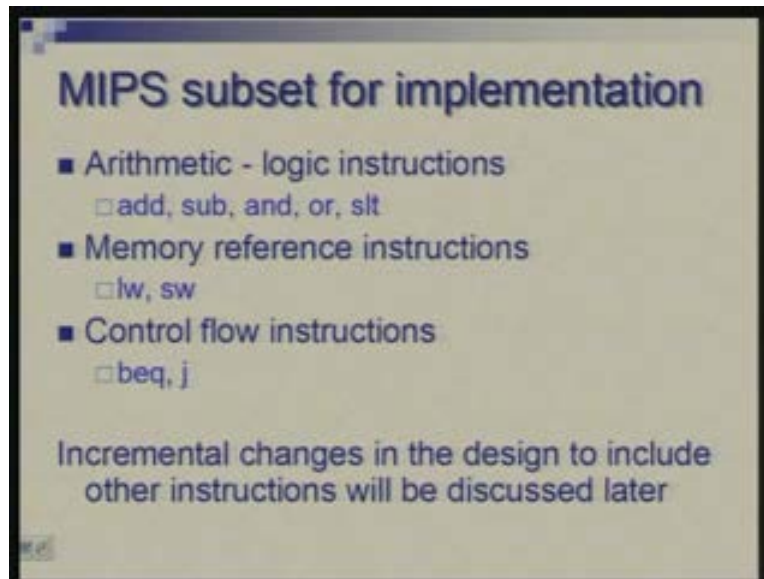 MIPS subset for implementation
Arithmetic - logic instructions
add, sub, and, or, slt
Memory reference instructions
lw, sw
Control flow instructions
beq, j
Incremental changes in the design to include
other instructions will be discussed later